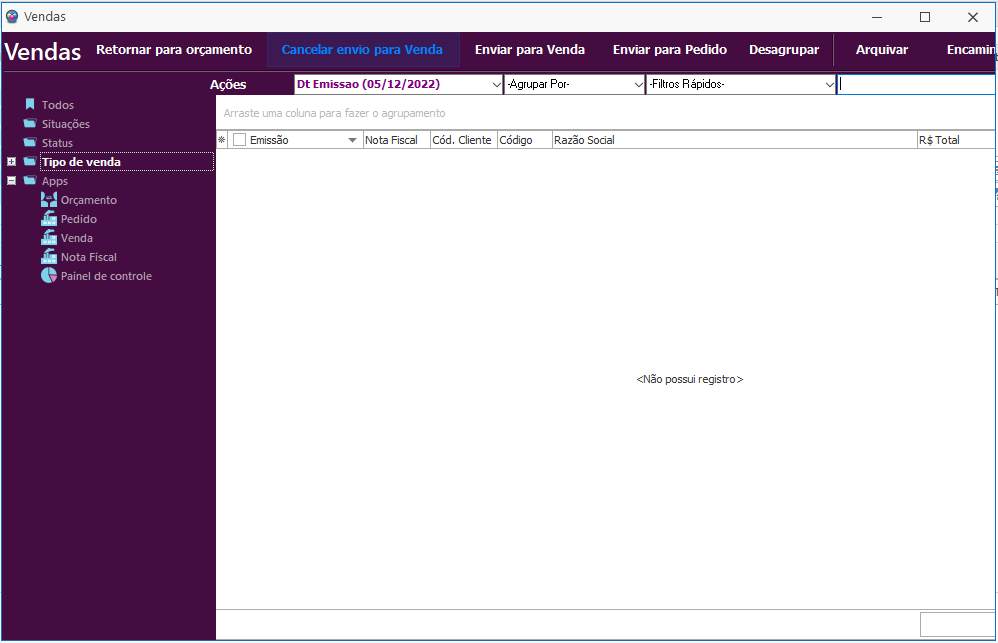 Vendas
Vendas Retornar para orçamento Cancelar envio para Venda Enviar para Venda Enviar para Pedido Desagrupar Arquivar Encamin
Ações Dt Emissao (05/12/2022) -Agrupar Por- -Filtros Rápidos-
Todos
Situações
Status
Tipo de venda
Apps
Orçamento
Pedido
Venda
Nota Fiscal
Painel de controle
Arraste uma coluna para fazer o agrupamento
Emissão Nota Fiscal Cód. Cliente Código Razão Social R$ Total
<Não possui registro>